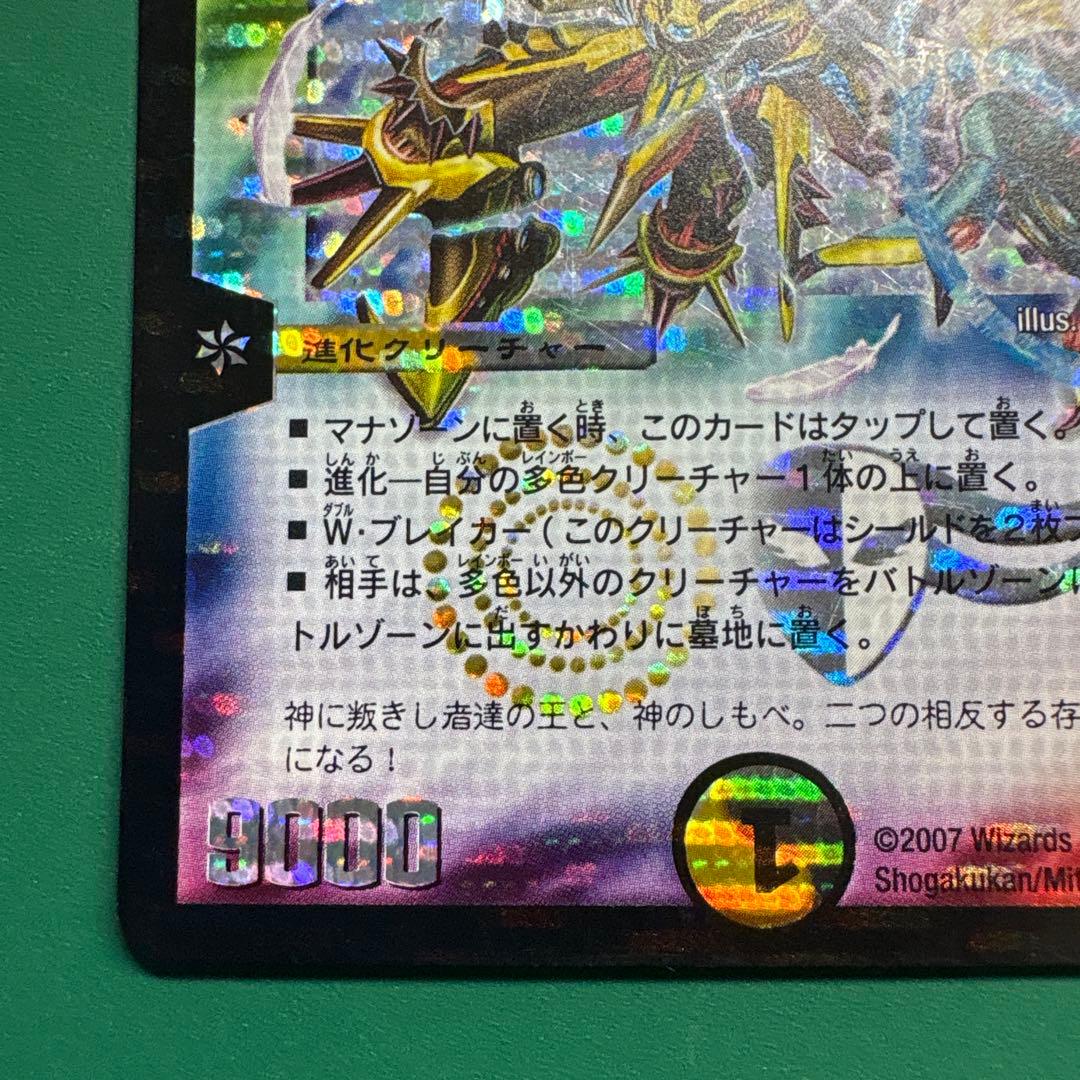 illus.
進化クリーチャー
■ マナゾーンに置く時、このカードはタップして置く。
■ 進化—自分の多色クリーチャー1体の上に置く。
■ W・ブレイカー(このクリーチャーはシールドを2枚ブ
■ 相手は、多色以外のクリーチャーをバトルゾーンに
トルゾーンに出すかわりに墓地に置く。
神に叛きし者達の王と、神のしもべ。二つの相反する存
になる!
9000
1
©2007 Wizards
Shogakukan/Mit